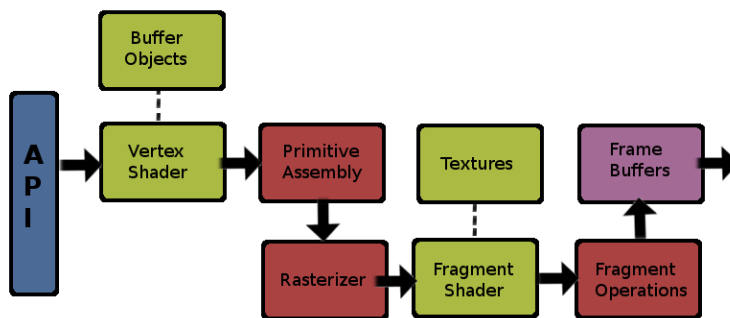 Buffer
Objects
A
P
I
Vertex
Shader
Primitive
Assembly
Textures
Frame
Buffers
Rasterizer
Fragment
Shader
Fragment
Operations